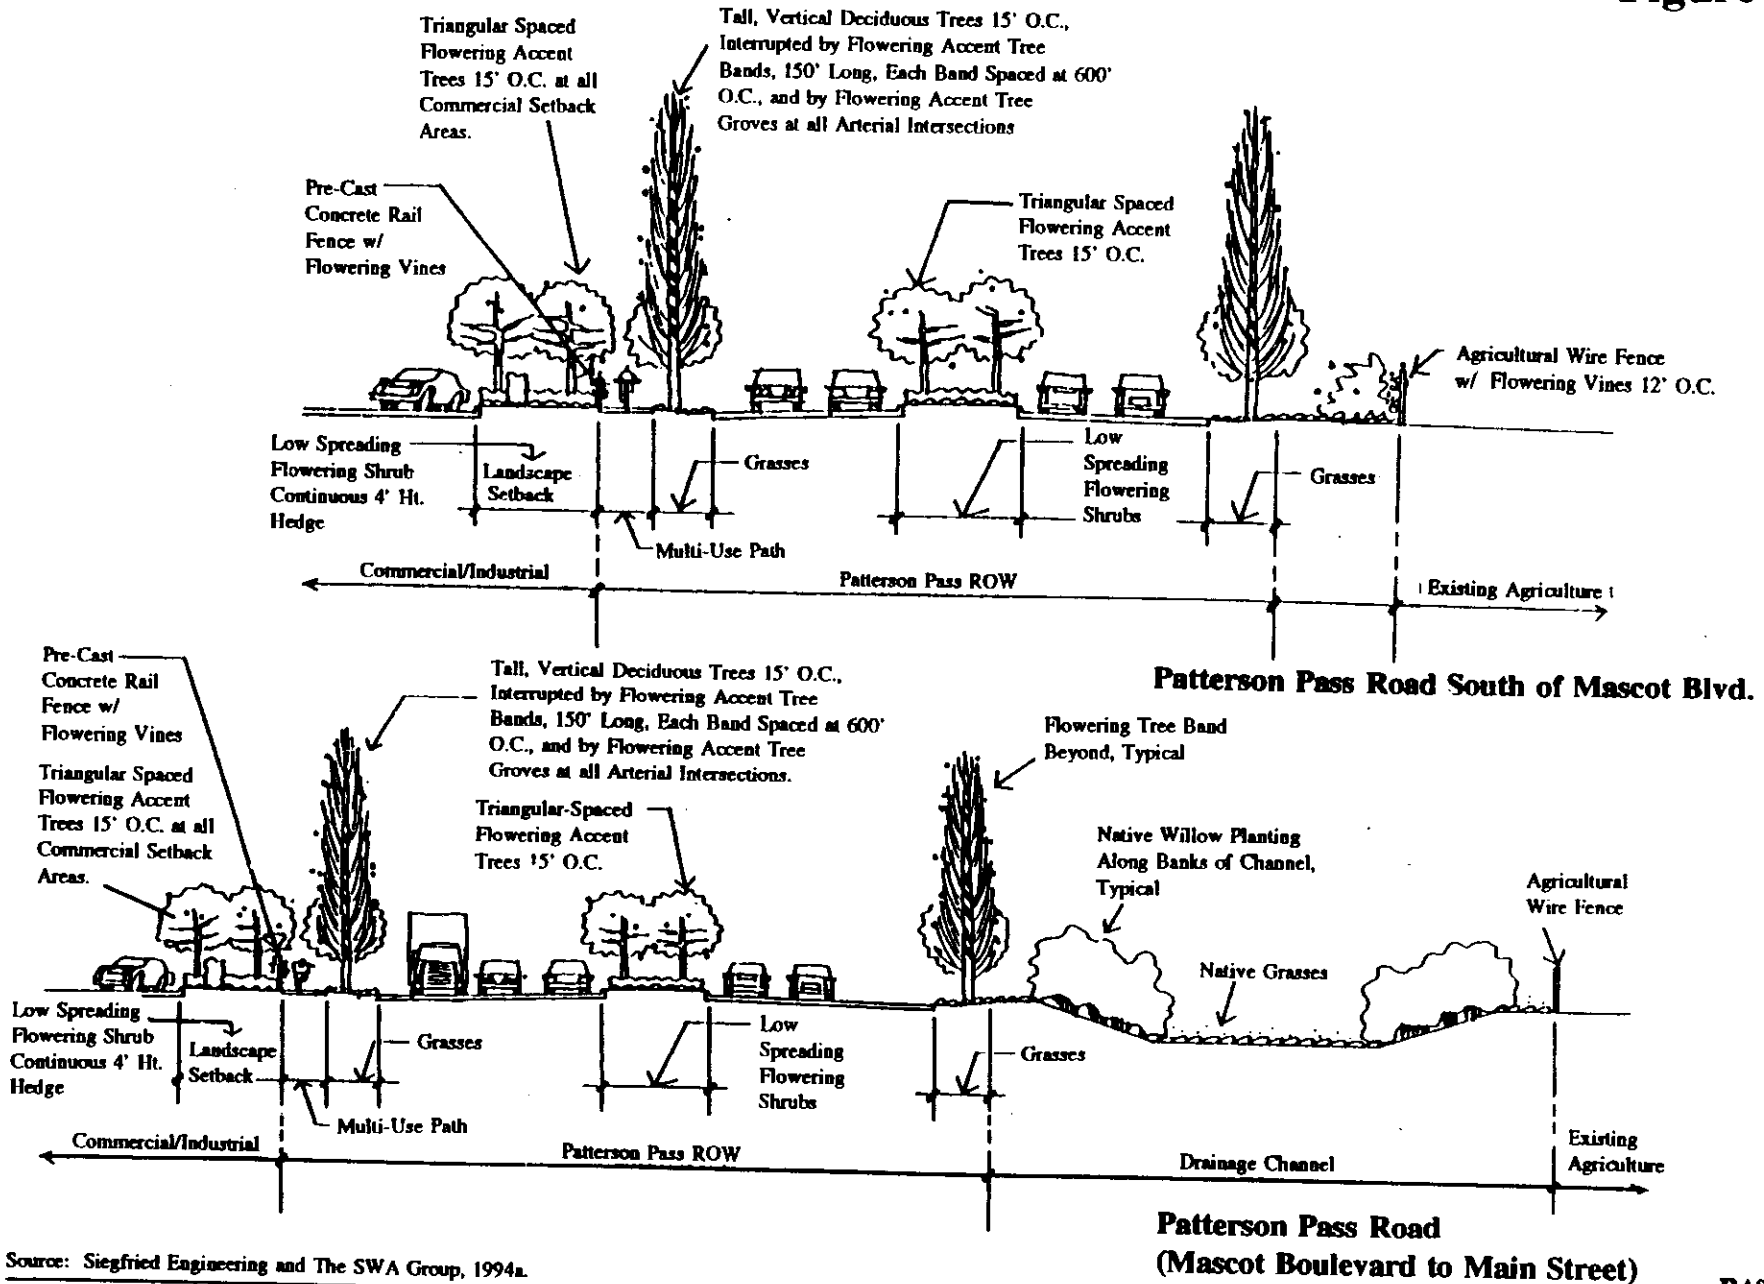 Figure
Triangular Spaced
Flowering Accent
Trees 15' O.C. at all
Commercial Setback
Areas.
Tall, Vertical Deciduous Trees 15' O.C.,
Interrupted by Flowering Accent Tree
Bands, 150' Long, Each Band Spaced at 600'
O.C., and by Flowering Accent Tree
Groves at all Arterial Intersections
Pre-Cast
Concrete Rail
Fence w/
Flowering Vines
Triangular Spaced
Flowering Accent
Trees 15' O.C.
Agricultural Wire Fence
w/ Flowering Vines 12' O.C.
Low Spreading
Flowering Shrub
Continuous 4' Ht.
Hedge
Landscape
Setback
Grasses
Multi-Use Path
Low
Spreading
Flowering
Shrubs
Grasses
Commercial/Industrial
Patterson Pass ROW
Existing Agriculture
Patterson Pass Road South of Mascot Blvd.
Pre-Cast
Concrete Rail
Fence w/
Flowering Vines
Triangular Spaced
Flowering Accent
Trees 15' O.C. at all
Commercial Setback
Areas.
Tall, Vertical Deciduous Trees 15' O.C.,
Interrupted by Flowering Accent Tree
Bands, 150' Long, Each Band Spaced at 600'
O.C., and by Flowering Accent Tree
Groves at all Arterial Intersections.
Triangular-Spaced
Flowering Accent
Trees 15' O.C.
Flowering Tree Band
Beyond, Typical
Native Willow Planting
Along Banks of Channel,
Typical
Native Grasses
Agricultural
Wire Fence
Low Spreading
Flowering Shrub
Continuous 4' Ht.
Hedge
Landscape
Setback
Grasses
Multi-Use Path
Low
Spreading
Flowering
Shrubs
Grasses
Commercial/Industrial
Patterson Pass ROW
Drainage Channel
Existing
Agriculture
Patterson Pass Road
(Mascot Boulevard to Main Street)
Source: Siegfried Engineering and The SWA Group, 1994a.